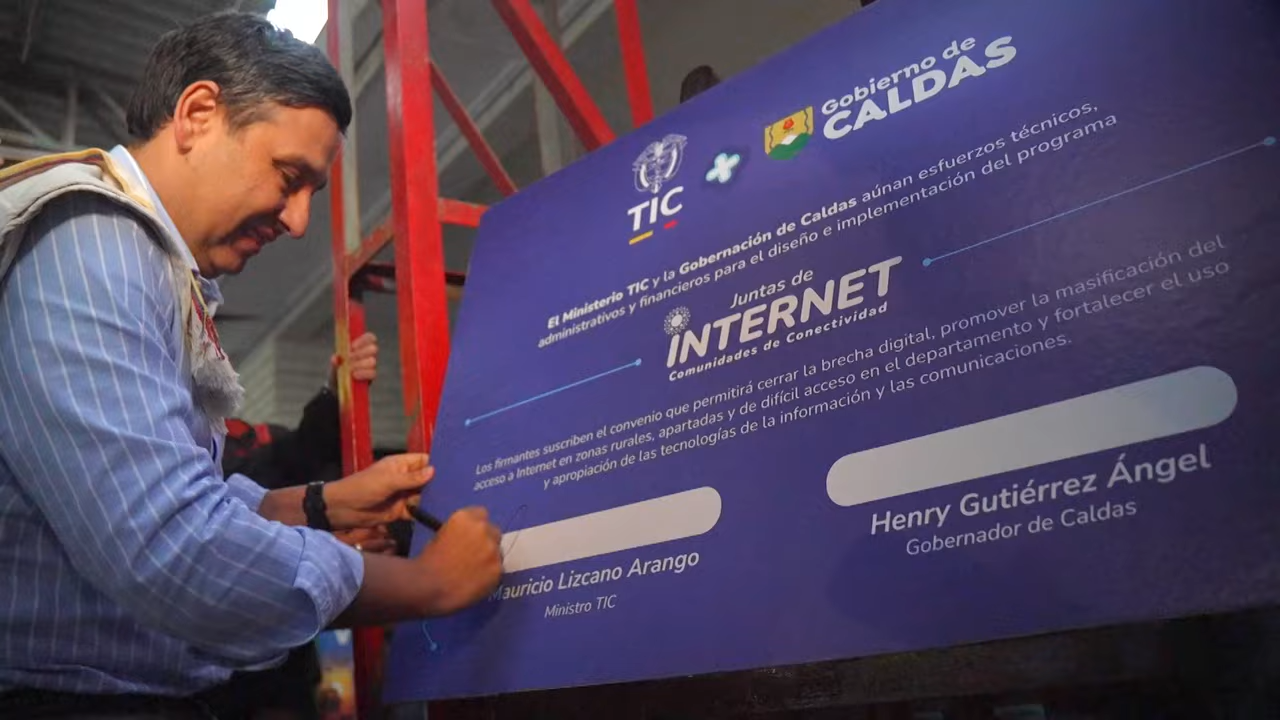 TIC
Gobierno de
CALDAS
El Ministerio TIC y la Gobernación de Caldas aúnan esfuerzos técnicos,
administrativos y financieros para el diseño e implementación del programa
Juntas de
INTERNET
Comunidades de Conectividad
Los firmantes suscriben el convenio que permitirá cerrar la brecha digital, promover la masificación del
acceso a Internet en zonas rurales, apartadas y de difícil acceso en el departamento y fortalecer el uso
y apropiación de las tecnologías de la información y las comunicaciones.
Mauricio Lizcano Arango
Ministro TIC
Henry Gutiérrez Ángel
Gobernador de Caldas